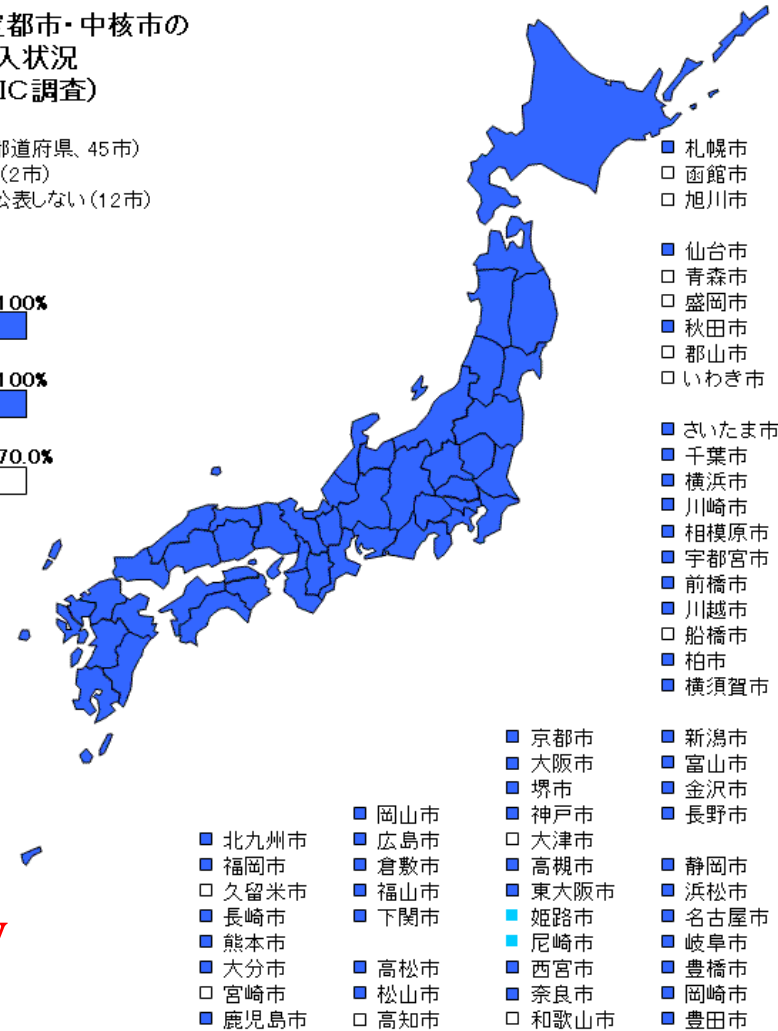 定都市・中核市の
入状況
IC調査)
都道府県、45市)
(2市)
公表しない(12市)
100%
100%
70.0%
札幌市
函館市
旭川市
仙台市
青森市
盛岡市
秋田市
郡山市
いわき市
さいたま市
千葉市
横浜市
川崎市
相模原市
宇都宮市
前橋市
川越市
船橋市
柏市
横須賀市
新潟市
富山市
金沢市
長野市
静岡市
浜松市
名古屋市
岐阜市
豊橋市
岡崎市
豊田市
京都市
大阪市
堺市
神戸市
大津市
高槻市
東大阪市
姫路市
尼崎市
西宮市
奈良市
和歌山市
岡山市
広島市
倉敷市
福山市
下関市
高松市
松山市
高知市
北九州市
福岡市
久留米市
長崎市
熊本市
大分市
宮崎市
鹿児島市